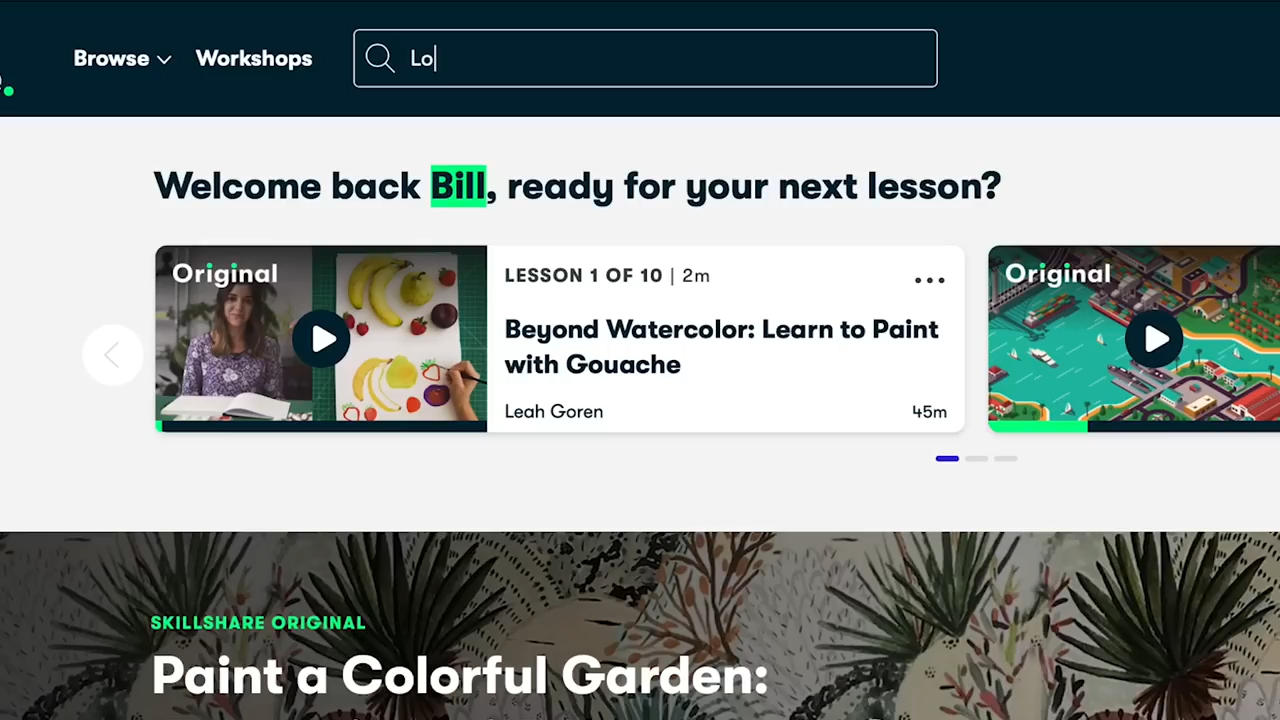 Browse Workshops
Lo
Welcome back Bill, ready for your next lesson?
Original
LESSON 1 OF 10 | 2m
Beyond Watercolor: Learn to Paint
with Gouache
Leah Goren
45m
Original
SKILLSHARE ORIGINAL
Paint a Colorful Garden: